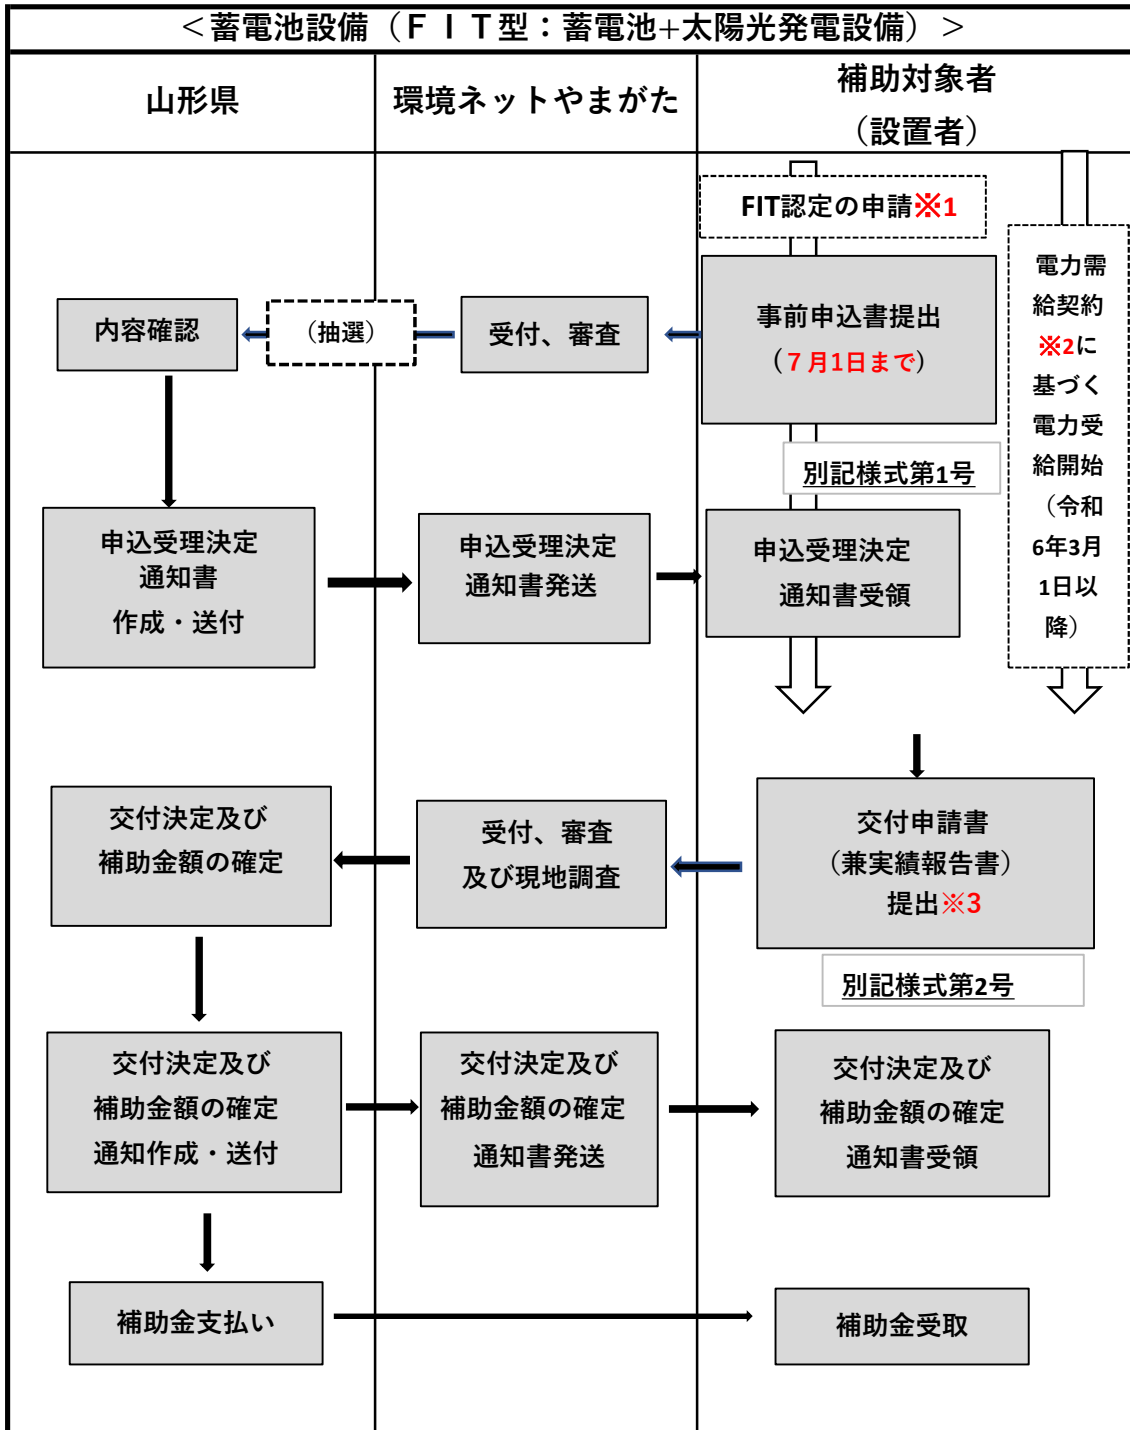 ＜蓄電池設備（ＦＩＴ型：蓄電池+太陽光発電設備）＞
山形県
環境ネットやまがた
補助対象者
（設置者）
FIT認定の申請※1
電力需
給契約
※2に
基づく
電力受
給開始
（令和
6年3月
1日以
降）
事前申込書提出
（７月1日まで）
受付、審査
（抽選）
内容確認
別記様式第1号
申込受理決定
通知書
作成・送付
申込受理決定
通知書発送
申込受理決定
通知書受領
交付申請書
（兼実績報告書）
提出※3
受付、審査
及び現地調査
交付決定及び
補助金額の確定
別記様式第2号
交付決定及び
補助金額の確定
通知作成・送付
交付決定及び
補助金額の確定
通知書発送
交付決定及び
補助金額の確定
通知書受領
補助金支払い
補助金受取